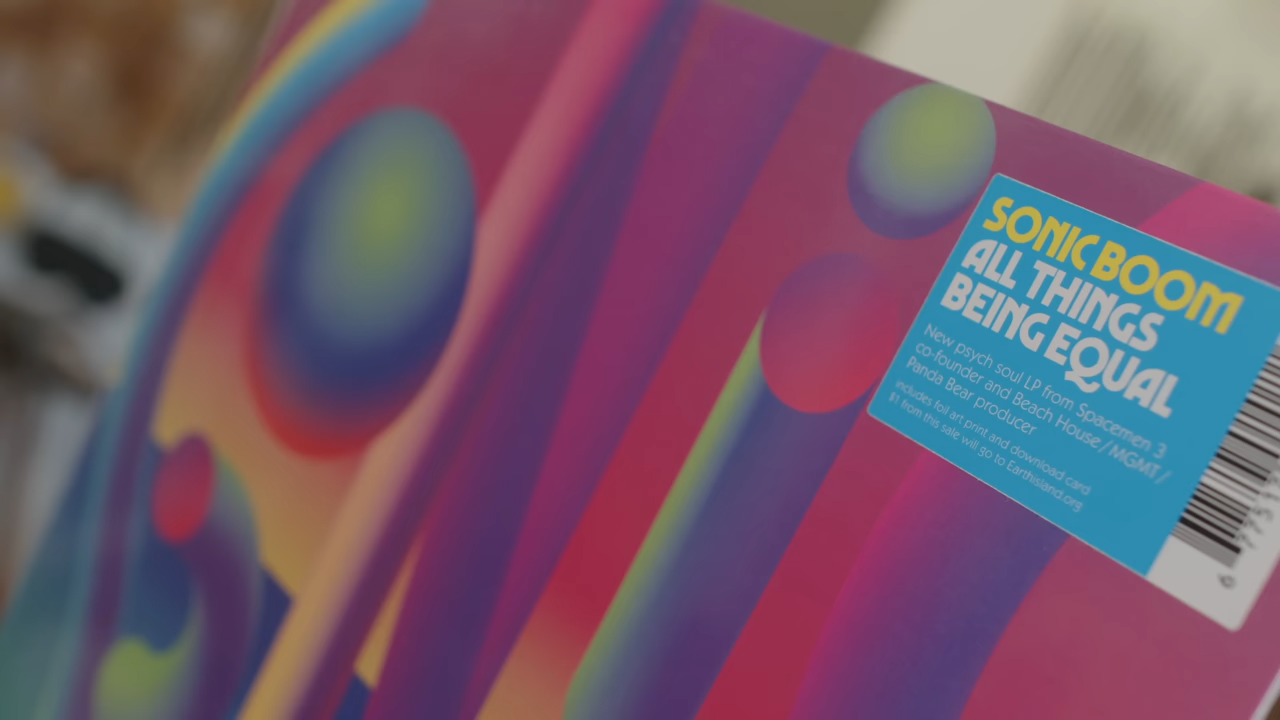 SONIC BOOM
ALL THINGS
BEING EQUAL
New psych soul LP from Spacemen 3
co-founder and Beach House / MGMT /
Panda Bear producer
includes foil art print and download card
$1 from this sale will go to Earthisland.org